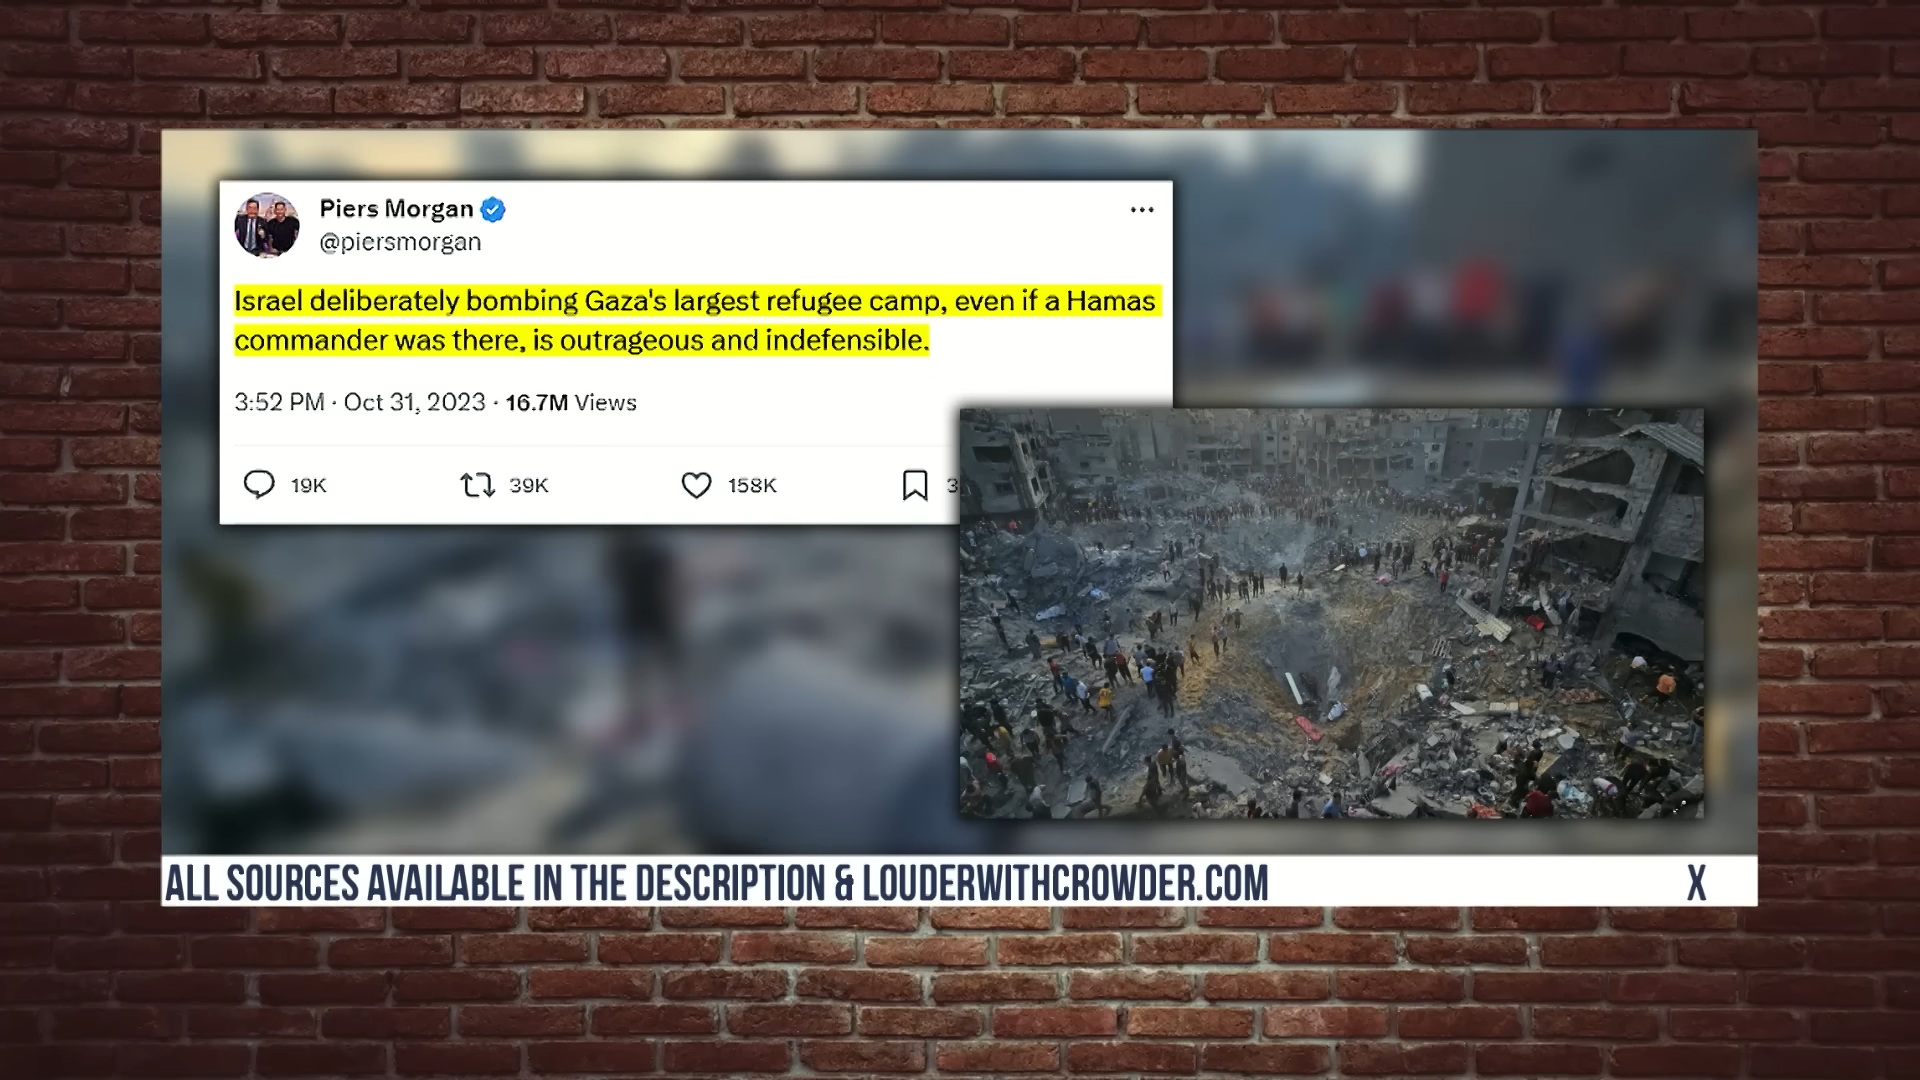 Piers Morgan
@piersmorgan
Israel deliberately bombing Gaza's largest refugee camp, even if a Hamas
commander was there, is outrageous and indefensible.
3:52 PM · Oct 31, 2023 · 16.7M Views
19K 39K 158K 3
ALL SOURCES AVAILABLE IN THE DESCRIPTION & LOUDERWITHCROWDER.COM X